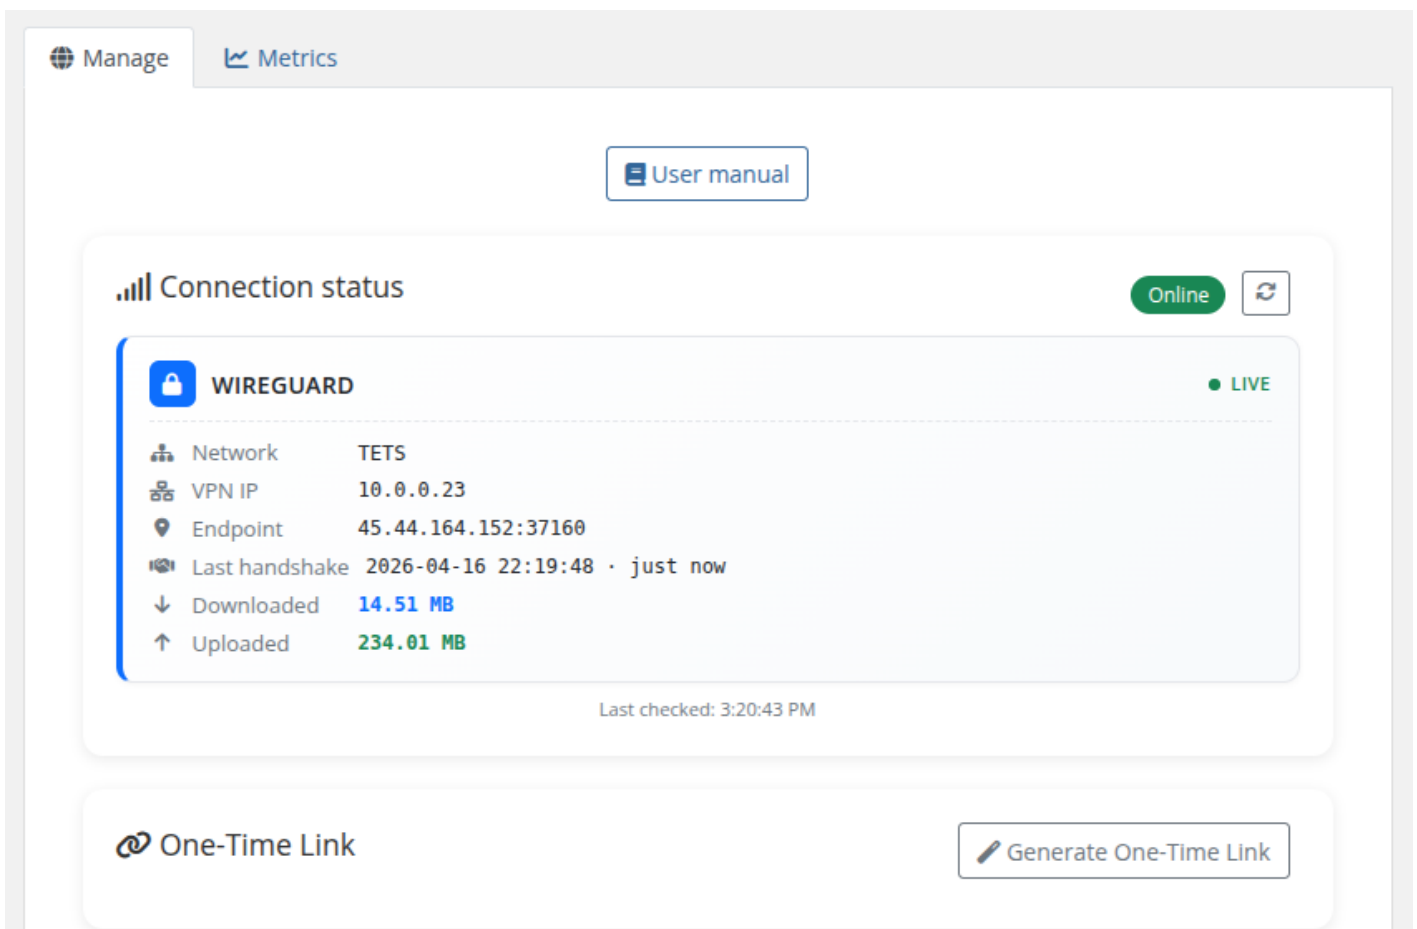 Manage Metrics
User manual
Connection status Online
WIREGUARD LIVE
Network TETS
VPN IP 10.0.0.23
Endpoint 45.44.164.152:37160
Last handshake 2026-04-16 22:19:48 · just now
Downloaded 14.51 MB
Uploaded 234.01 MB
Last checked: 3:20:43 PM
One-Time Link Generate One-Time Link